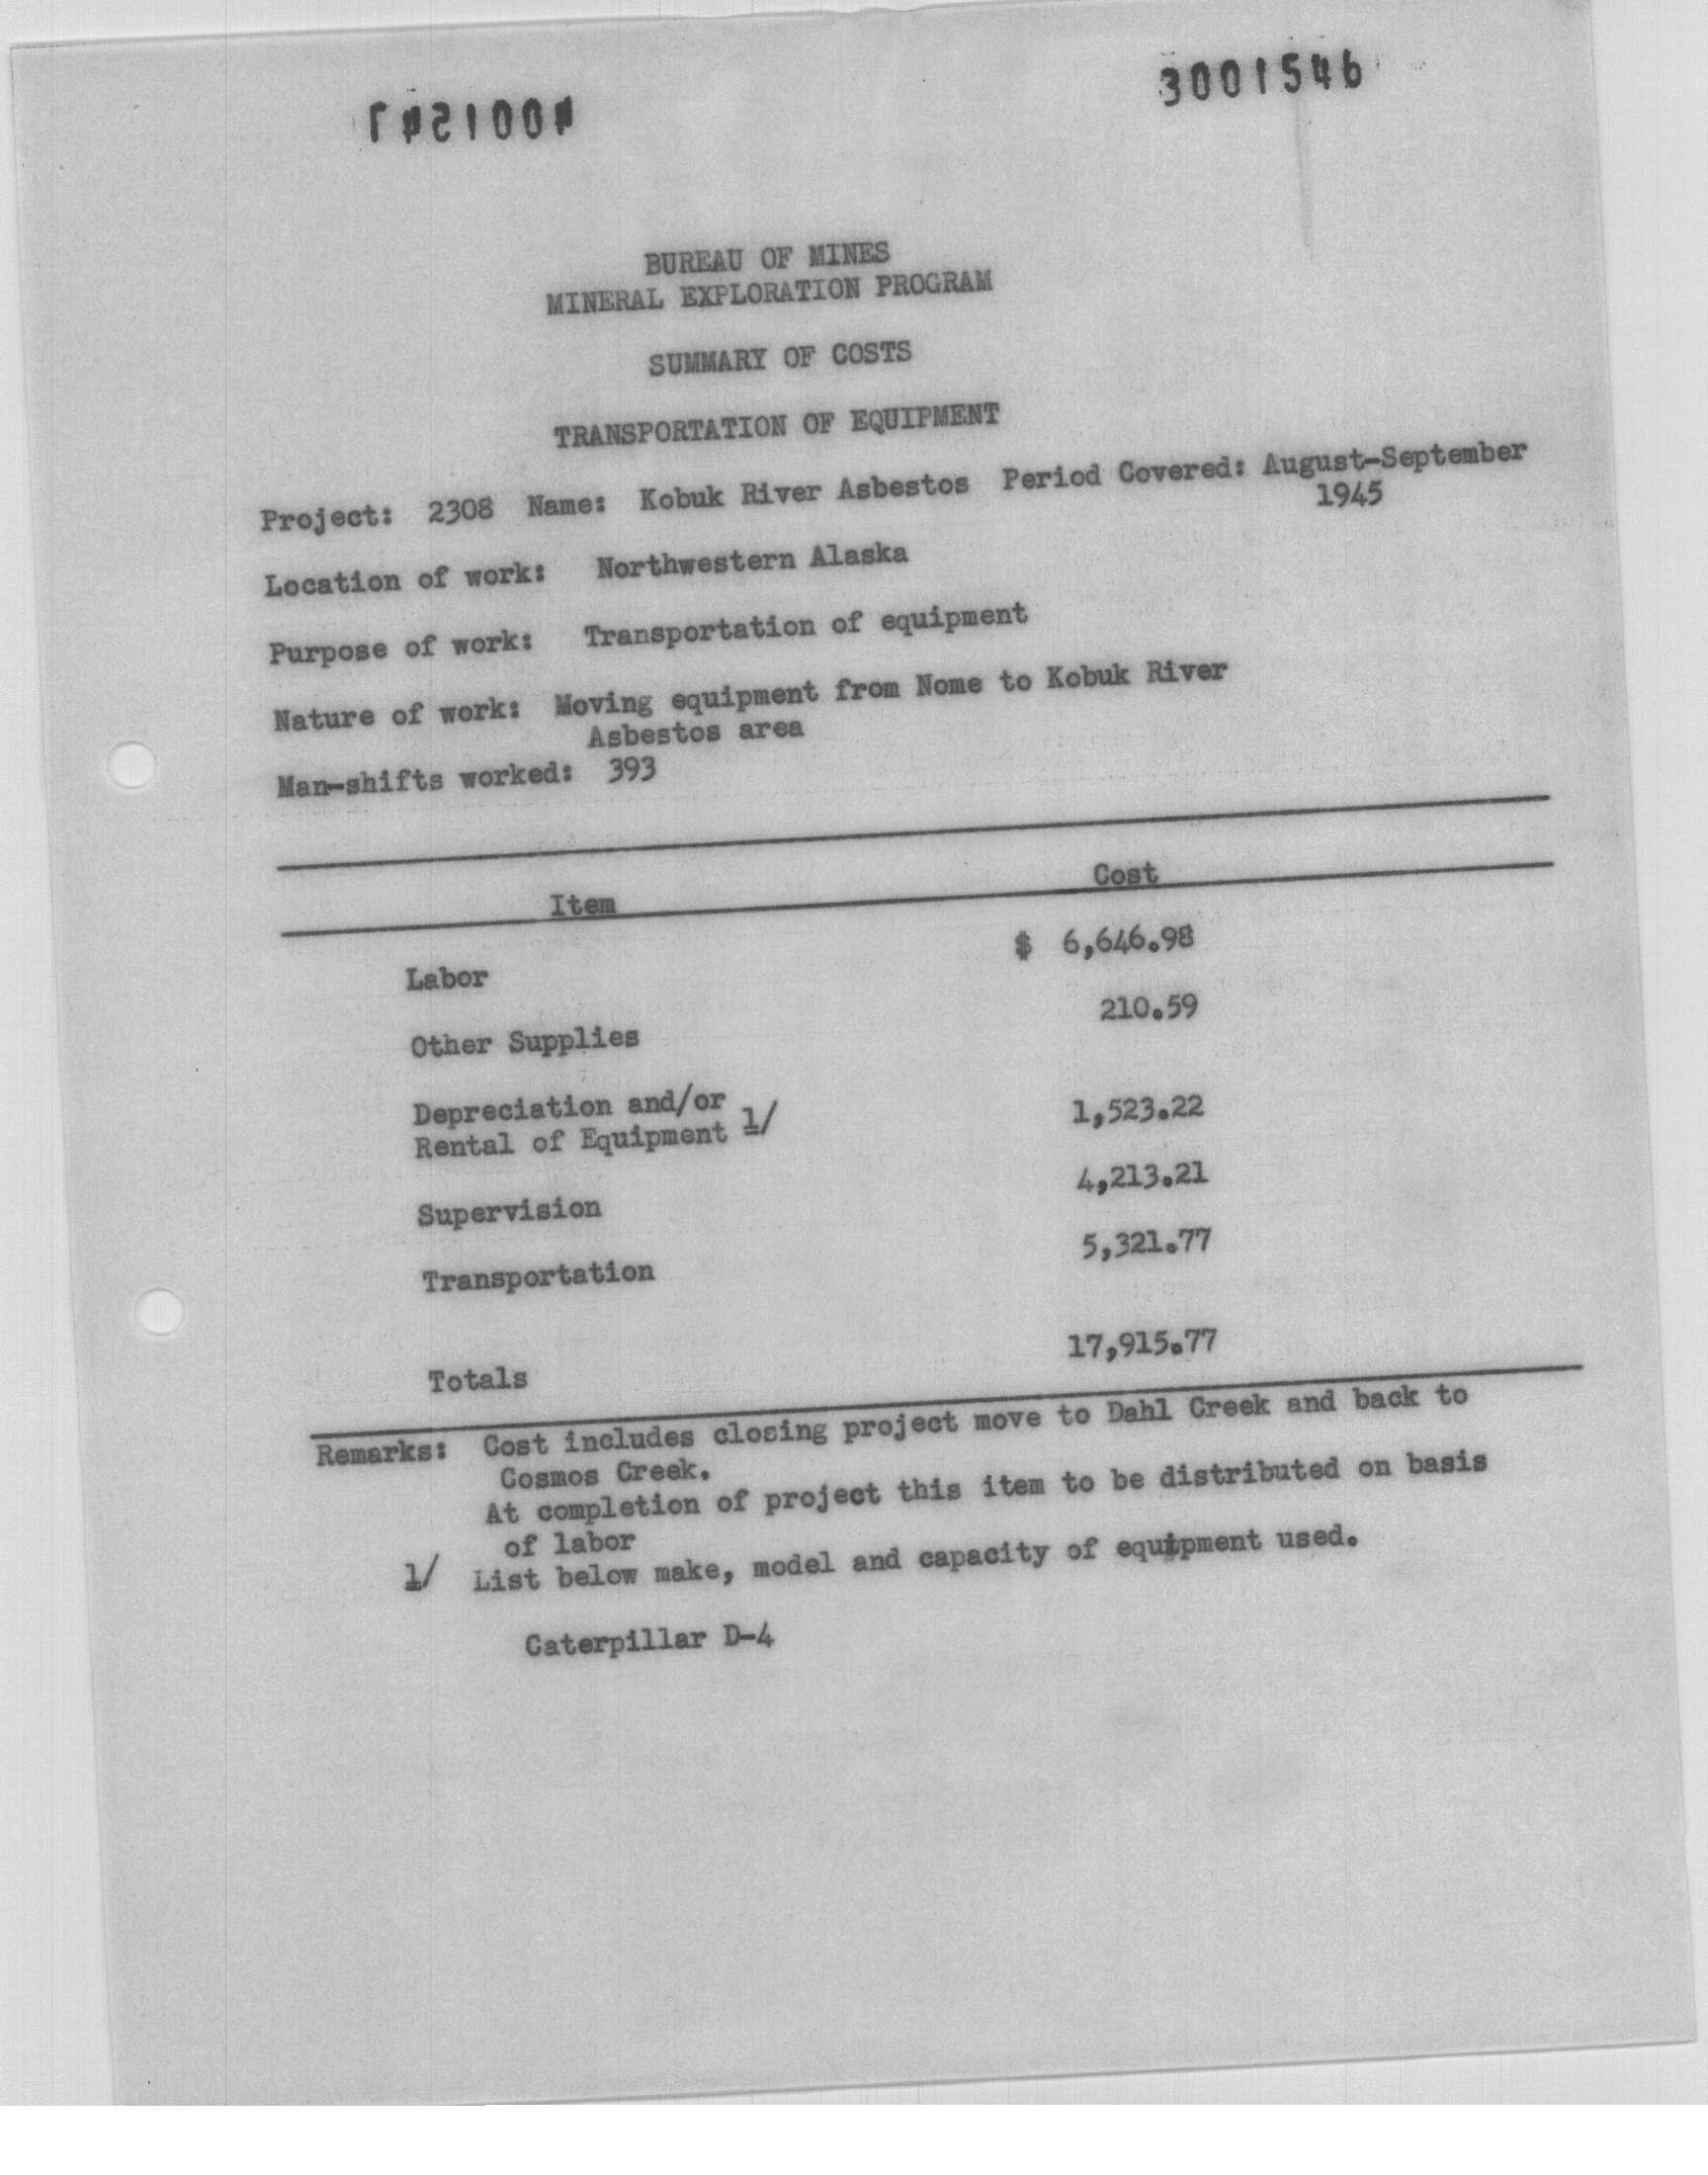 3001546
BUREAU OF MINES
MINERAL EXPLORATION PROGRAM
SUMMARY OF COSTS
TRANSPORTATION OF EQUIPMENT
Project: 2308 Name: Kobuk River Asbestos Period Covered: August-September
1945
Location of work: Northwestern Alaska
Purpose of work: Transportation of equipment
Nature of work: Moving equipment from Nome to Kobuk River
Asbestos area
Man-shifts worked: 393
Item Cost
Labor $ 6,646.98
Other Supplies 210.59
Depreciation and/or
Rental of Equipment 1/ 1,523.22
Supervision 4,213.21
Transportation 5,321.77
Totals 17,915.77
Remarks: Cost includes closing project move to Dahl Creek and back to
Cosmos Creek.
At completion of project this item to be distributed on basis
of labor
1/ List below make, model and capacity of equipment used.
Caterpillar D-4